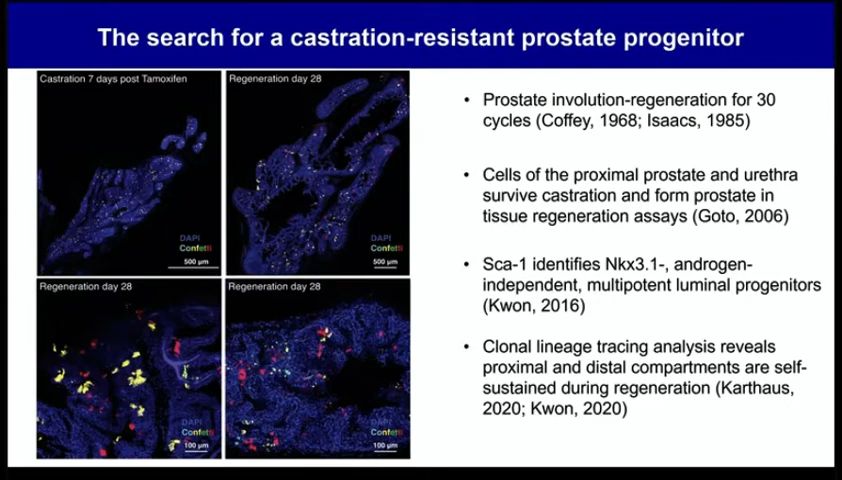 The search for a castration-resistant prostate progenitor
Castration 7 days post Tamoxifen
DAPI
Confetti
500 μm
Regeneration day 28
DAPI
Confetti
500 μm
Regeneration day 28
DAPI
Confetti
100 μm
Regeneration day 28
DAPI
Confetti
100 μm
• Prostate involution-regeneration for 30
cycles (Coffey, 1968; Isaacs, 1985)
• Cells of the proximal prostate and urethra
survive castration and form prostate in
tissue regeneration assays (Goto, 2006)
• Sca-1 identifies Nkx3.1-, androgen-
independent, multipotent luminal progenitors
(Kwon, 2016)
• Clonal lineage tracing analysis reveals
proximal and distal compartments are self-
sustained during regeneration (Karthaus,
2020; Kwon, 2020)